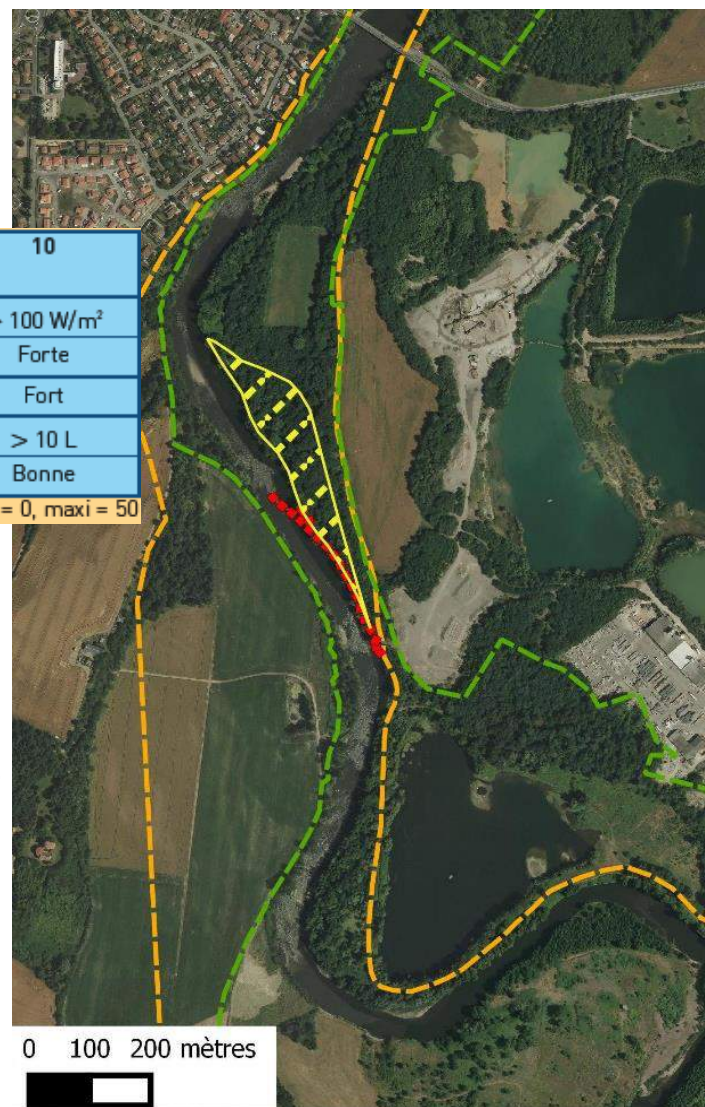 10
> 100 W/m²
Forte
Fort
> 10 L
Bonne
= 0, maxi = 50
0 100 200 mètres